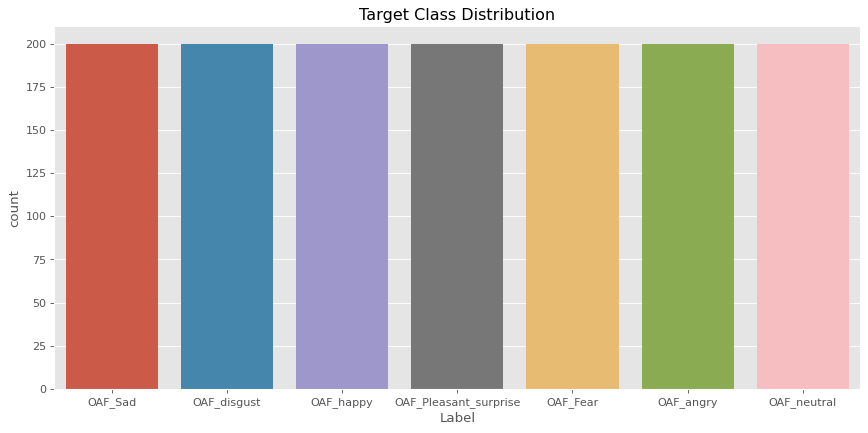 Target Class Distribution
200
175
150
125
100
75
50
25
0
count
OAF_Sad OAF_disgust OAF_happy OAF_Pleasant_surprise OAF_Fear OAF_angry OAF_neutral
Label